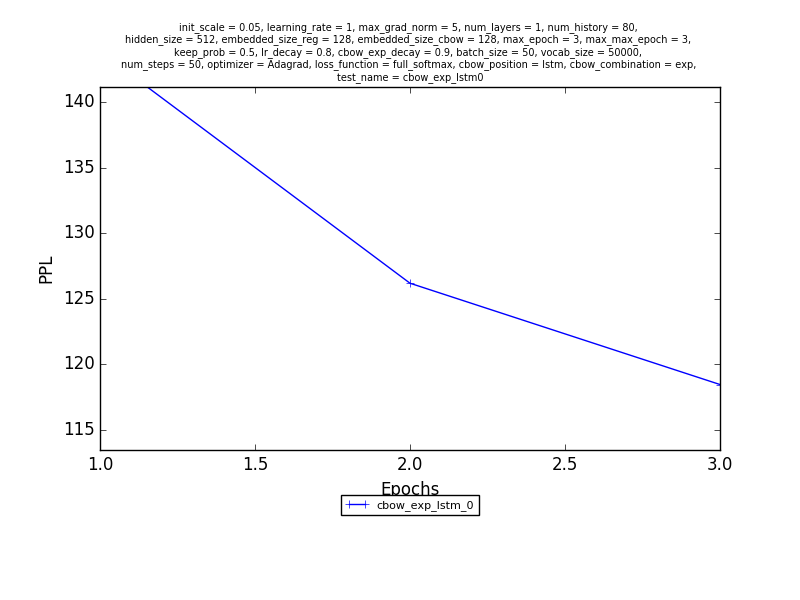 init_scale = 0.05, learning_rate = 1, max_grad_norm = 5, num_layers = 1, num_history = 80,
hidden_size = 512, embedded_size_reg = 128, embedded_size_cbow = 128, max_epoch = 3, max_max_epoch = 3,
keep_prob = 0.5, lr_decay = 0.8, cbow_exp_decay = 0.9, batch_size = 50, vocab_size = 50000,
num_steps = 50, optimizer = Adagrad, loss_function = full_softmax, cbow_position = lstm, cbow_combination = exp,
test_name = cbow_exp_lstm0
140
135
130
PPL
125
120
115
1.0 1.5 2.0 2.5 3.0
Epochs
cbow_exp_lstm_0